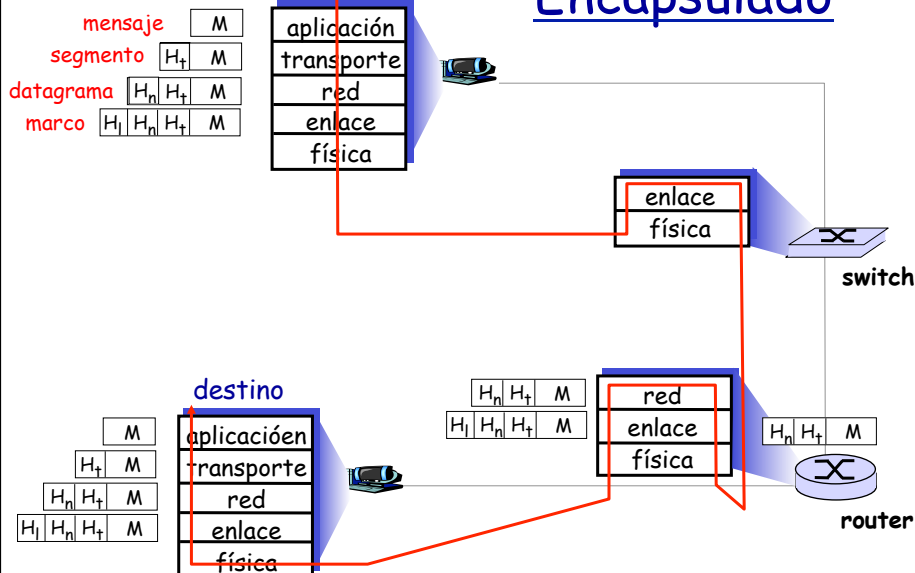 Encapsulado
mensaje M
segmento Ht M
datagrama Hn Ht M
marco Hl Hn Ht M
aplicación
transporte
red
enlace
física
enlace
física
switch
destino
M
Ht M
Hn Ht M
Hl Hn Ht M
aplicacióen
transporte
red
enlace
física
Hn Ht M
Hl Hn Ht M
red
enlace
física
Hn Ht M
router